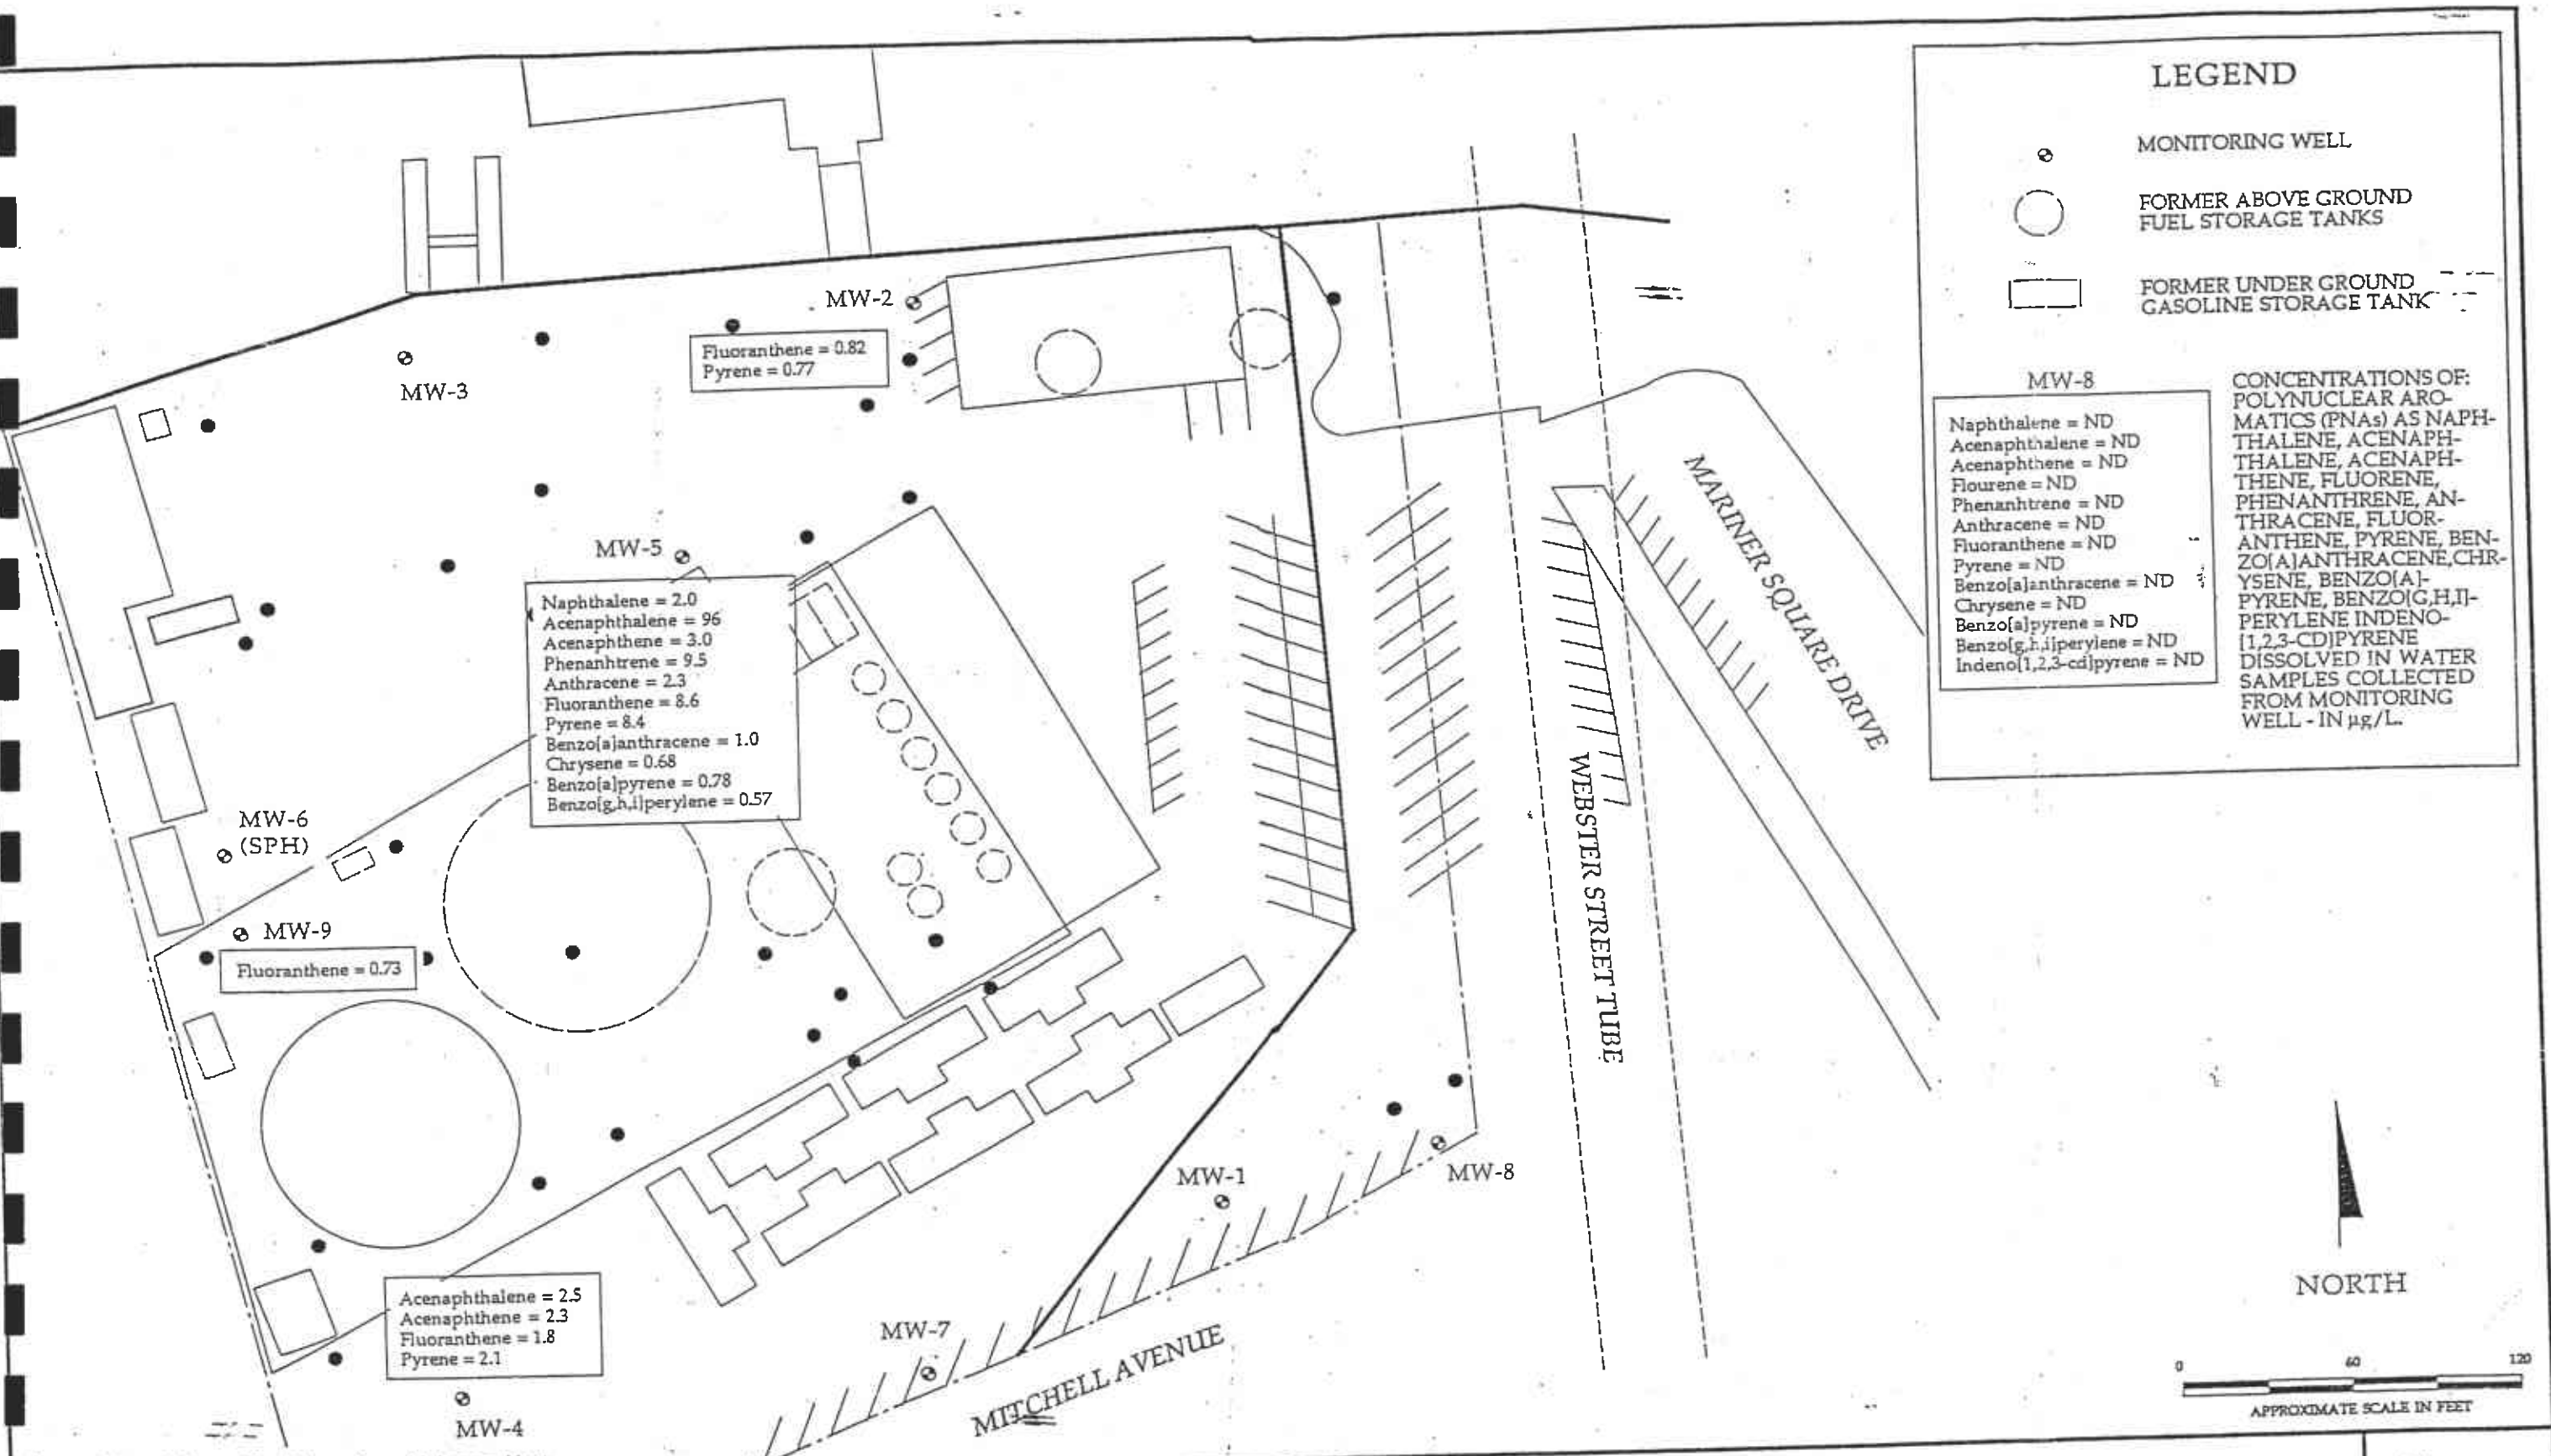 LEGEND
MONITORING WELL
FORMER ABOVE GROUND
FUEL STORAGE TANKS
FORMER UNDER GROUND
GASOLINE STORAGE TANK
MW-8
Naphthalene = ND
Acenaphthalene = ND
Acenaphthene = ND
Flourene = ND
Phenanhtrene = ND
Anthracene = ND
Fluoranthene = ND
Pyrene = ND
Benzo[a]anthracene = ND
Chrysene = ND
Benzo[a]pyrene = ND
Benzo[g,h,i]perylene = ND
Indeno[1,2,3-cd]pyrene = ND
CONCENTRATIONS OF:
POLYNUCLEAR ARO-
MATICS (PNAs) AS NAPH-
THALENE, ACENAPH-
THALENE, ACENAPH-
THENE, FLUORENE,
PHENANTHRENE, AN-
THRACENE, FLUOR-
ANTHENE, PYRENE, BEN-
ZO[A]ANTHRACENE,CHR-
YSENE, BENZO[A]-
PYRENE, BENZO[G,H,I]-
PERYLENE INDENO-
[1,2,3-CD]PYRENE
DISSOLVED IN WATER
SAMPLES COLLECTED
FROM MONITORING
WELL - IN µg/L.
MW-2
Fluoranthene = 0.82
Pyrene = 0.77
MW-3
MW-5
Naphthalene = 2.0
Acenaphthalene = 96
Acenaphthene = 3.0
Phenanhtrene = 9.5
Anthracene = 2.3
Fluoranthene = 8.6
Pyrene = 8.4
Benzo[a]anthracene = 1.0
Chrysene = 0.68
Benzo[a]pyrene = 0.78
Benzo[g,h,i]perylene = 0.57
MARINER SQUARE DRIVE
WEBSTER STREET TUBE
MW-6
(SPH)
MW-9
Fluoranthene = 0.73
MW-1
MW-8
Acenaphthalene = 2.5
Acenaphthene = 2.3
Fluoranthene = 1.8
Pyrene = 2.1
MW-4
MW-7
MITCHELL AVENUE
NORTH
0 60 120
APPROXIMATE SCALE IN FEET